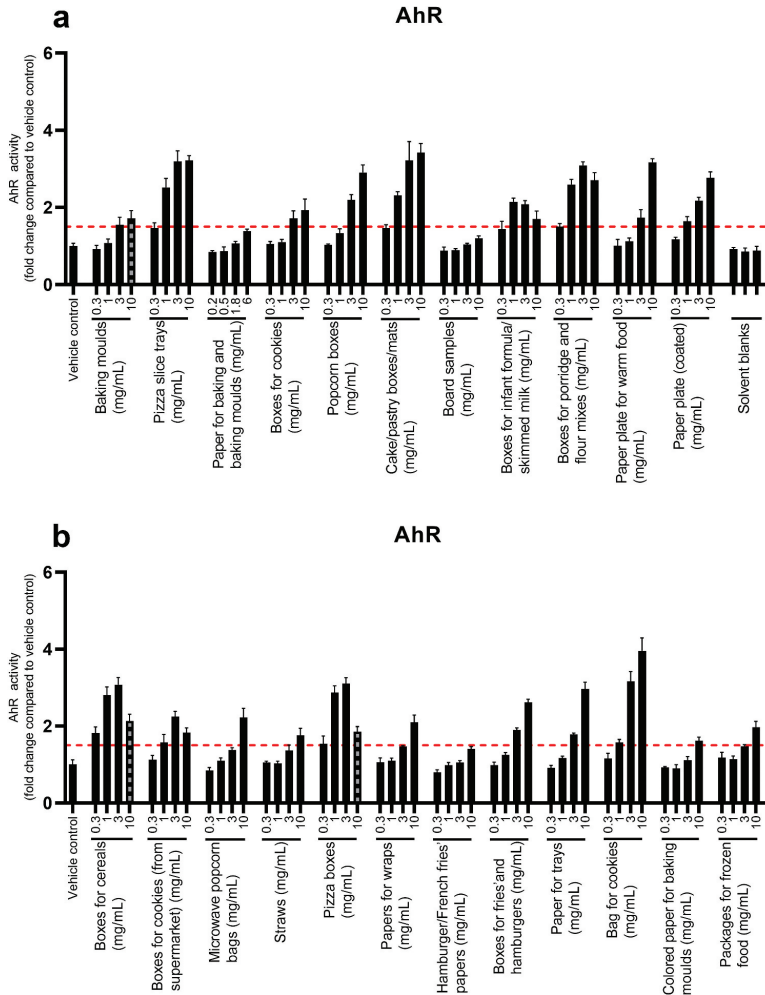 a
AhR
AhR activity
(fold change compared to vehicle control)
6
4
2
0
Vehicle control
0.3
1
3
10
Baking moulds
(mg/mL)
0.3
1
3
10
Pizza slice trays
(mg/mL)
0.2
0.5
1.8
6
Paper for baking and
baking moulds (mg/mL)
0.3
1
3
10
Boxes for cookies
(mg/mL)
0.3
1
3
10
Popcorn boxes
(mg/mL)
0.3
1
3
10
Cake/pastry boxes/mats
(mg/mL)
0.3
1
3
10
Board samples
(mg/mL)
0.3
1
3
10
Boxes for infant formula/
skimmed milk (mg/mL)
0.3
1
3
10
Boxes for porridge and
flour mixes (mg/mL)
0.3
1
3
10
Paper plate for warm food
(mg/mL)
0.3
1
3
10
Paper plate (coated)
(mg/mL)
Solvent blanks
b
AhR
AhR activity
(fold change compared to vehicle control)
6
4
2
0
Vehicle control
0.3
1
3
10
Boxes for cereals
(mg/mL)
0.3
1
3
10
Boxes for cookies (from
supermarket) (mg/mL)
0.3
1
3
10
Microwave popcorn
bags (mg/mL)
0.3
1
3
10
Straws (mg/mL)
0.3
1
3
10
Pizza boxes
(mg/mL)
0.3
1
3
10
Papers for wraps
(mg/mL)
0.3
1
3
10
Hamburger/French fries'
papers (mg/mL)
0.3
1
3
10
Boxes for fries'and
hamburgers (mg/mL)
0.3
1
3
10
Paper for trays
(mg/mL)
0.3
1
3
10
Bag for cookies
(mg/mL)
0.3
1
3
10
Colored paper for baking
moulds (mg/mL)
0.3
1
3
10
Packages for frozen
food (mg/mL)